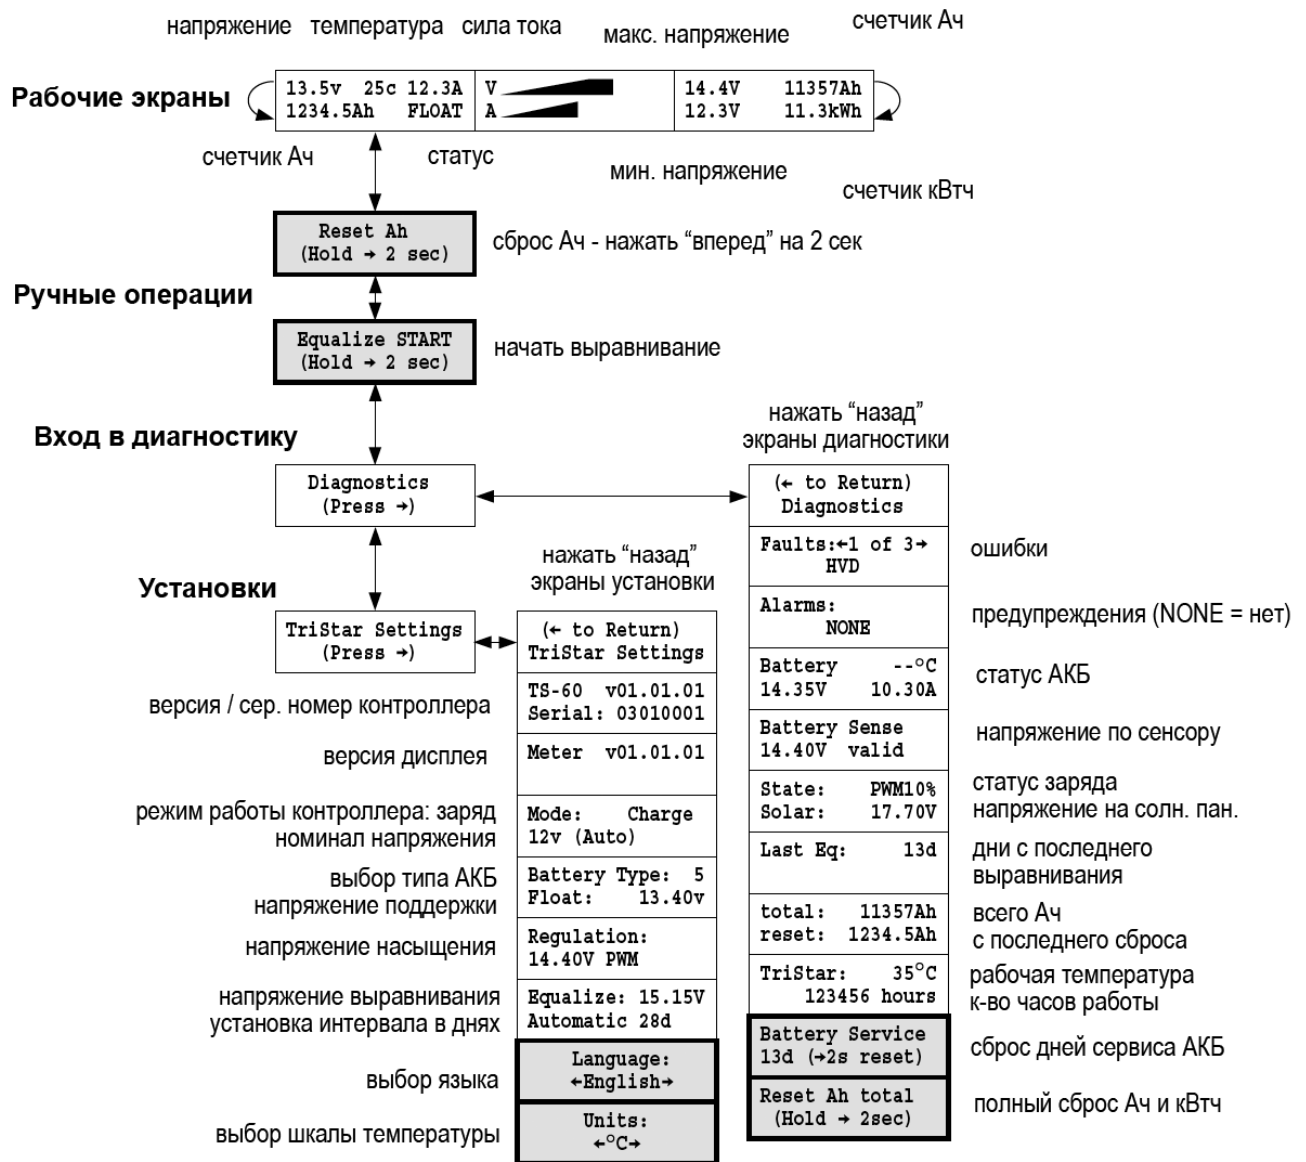 напряжение температура сила тока макс. напряжение счетчик Ач
Рабочие экраны
13.5v 25c 12.3A
1234.5Ah FLOAT
V
A
14.4V 11357Ah
12.3V 11.3kWh
счетчик Ач статус мин. напряжение счетчик кВтч
Reset Ah
(Hold → 2 sec)
сброс Ач - нажать “вперед” на 2 сек
Ручные операции
Equalize START
(Hold → 2 sec)
начать выравнивание
Вход в диагностику
Diagnostics
(Press →)
Установки
TriStar Settings
(Press →)
нажать “назад”
экраны установки
(← to Return)
TriStar Settings
версия / сер. номер контроллера
TS-60 v01.01.01
Serial: 03010001
версия дисплея
Meter v01.01.01
режим работы контроллера: заряд
номинал напряжения
Mode: Charge
12v (Auto)
выбор типа АКБ
напряжение поддержки
Battery Type: 5
Float: 13.40v
напряжение насыщения
Regulation:
14.40V PWM
напряжение выравнивания
установка интервала в днях
Equalize: 15.15V
Automatic 28d
выбор языка
Language:
←English→
выбор шкалы температуры
Units:
←°C→
нажать “назад”
экраны диагностики
(← to Return)
Diagnostics
Faults:←1 of 3→
HVD
ошибки
Alarms:
NONE
предупреждения (NONE = нет)
Battery --°C
14.35V 10.30A
статус АКБ
Battery Sense
14.40V valid
напряжение по сенсору
State: PWM10%
Solar: 17.70V
статус заряда
напряжение на солн. пан.
Last Eq: 13d
дни с последнего
выравнивания
total: 11357Ah
reset: 1234.5Ah
всего Ач
с последнего сброса
TriStar: 35°C
123456 hours
рабочая температура
к-во часов работы
Battery Service
13d (→2s reset)
сброс дней сервиса АКБ
Reset Ah total
(Hold → 2sec)
полный сброс Ач и кВтч